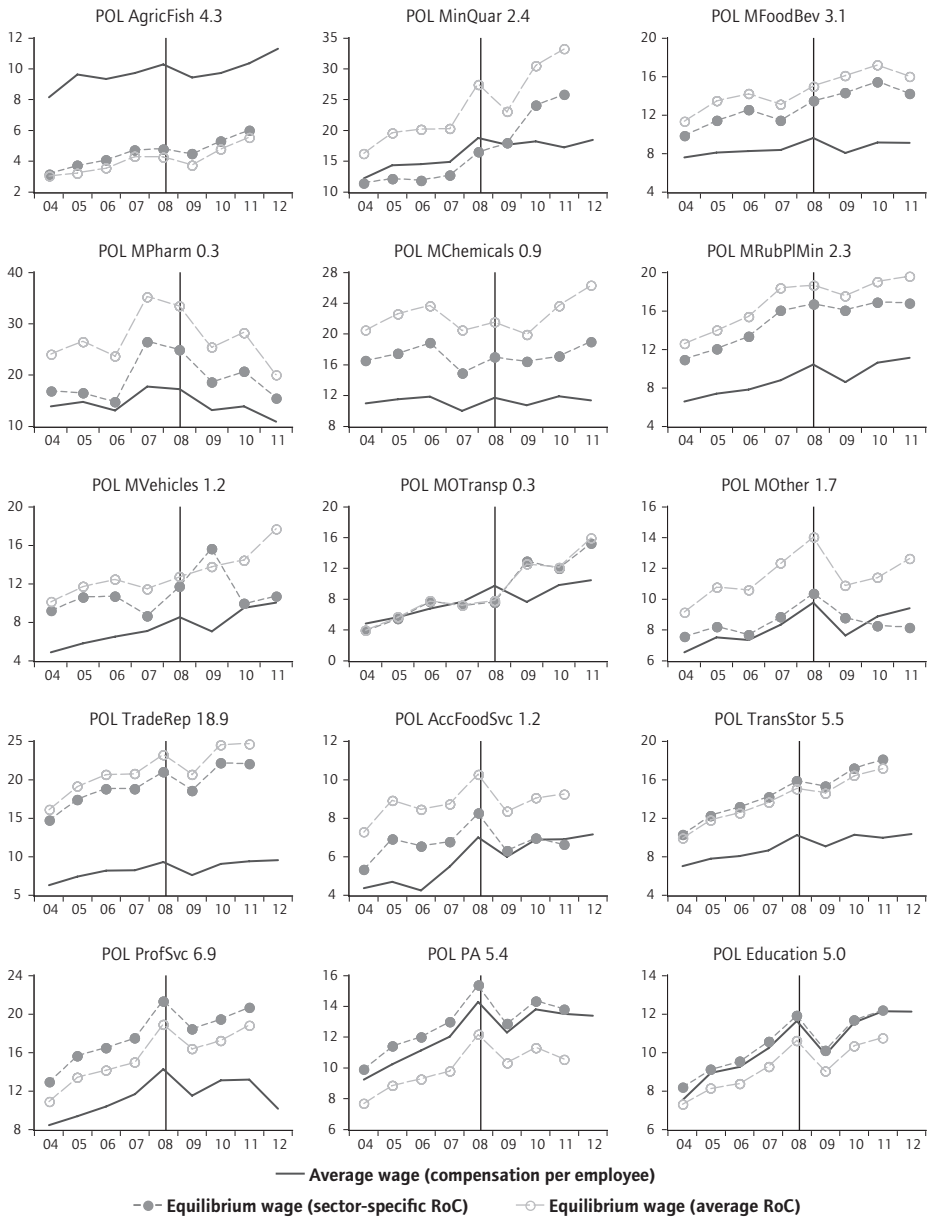 POL AgricFish 4.3
12
10
8
6
4
2
04 05 06 07 08 09 10 11 12
POL MinQuar 2.4
35
30
25
20
15
10
04 05 06 07 08 09 10 11 12
POL MFoodBev 3.1
20
16
12
8
4
04 05 06 07 08 09 10 11
POL MPharm 0.3
40
30
20
10
04 05 06 07 08 09 10 11
POL MChemicals 0.9
28
24
20
16
12
8
04 05 06 07 08 09 10 11
POL MRubPlMin 2.3
20
16
12
8
4
04 05 06 07 08 09 10 11
POL MVehicles 1.2
20
16
12
8
4
04 05 06 07 08 09 10 11
POL MOTransp 0.3
20
16
12
8
4
0
04 05 06 07 08 09 10 11
POL MOther 1.7
16
14
12
10
8
6
04 05 06 07 08 09 10 11
POL TradeRep 18.9
25
20
15
10
5
04 05 06 07 08 09 10 11 12
POL AccFoodSvc 1.2
12
10
8
6
4
04 05 06 07 08 09 10 11 12
POL TransStor 5.5
20
16
12
8
4
04 05 06 07 08 09 10 11 12
POL ProfSvc 6.9
24
20
16
12
8
04 05 06 07 08 09 10 11 12
POL PA 5.4
16
14
12
10
8
6
04 05 06 07 08 09 10 11 12
POL Education 5.0
14
12
10
8
6
04 05 06 07 08 09 10 11 12
Average wage (compensation per employee)
Equilibrium wage (sector-specific RoC) Equilibrium wage (average RoC)